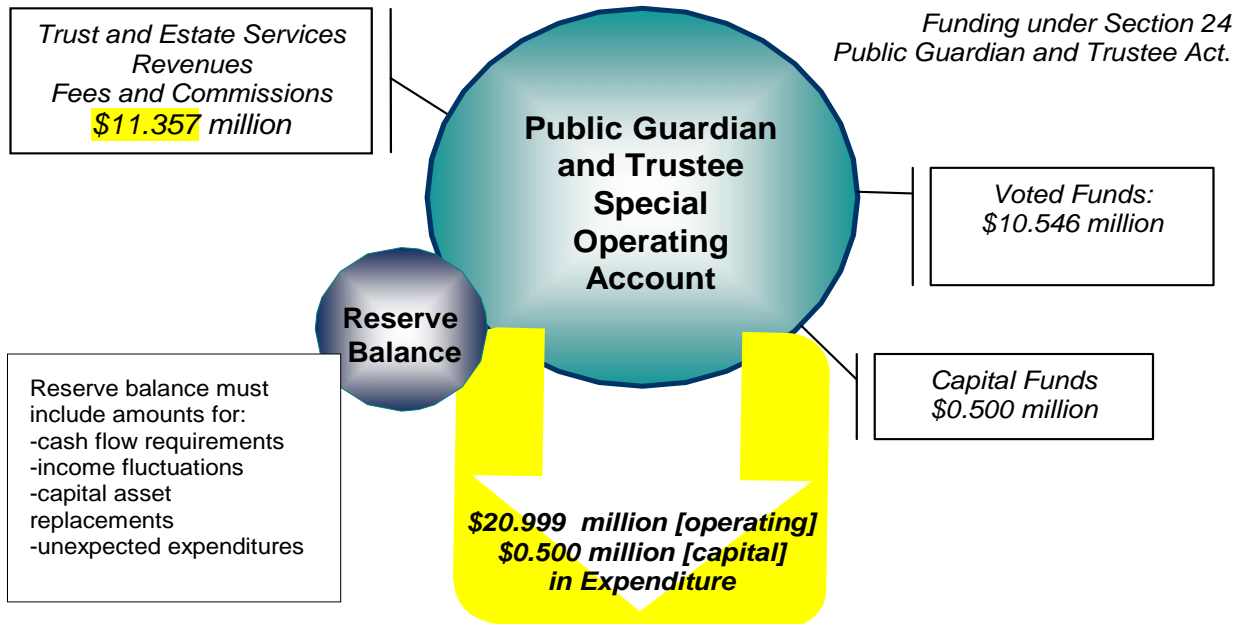 Trust and Estate Services
Revenues
Fees and Commissions
$11.357 million
Funding under Section 24
Public Guardian and Trustee Act.
Public Guardian
and Trustee
Special
Operating
Account
Voted Funds:
$10.546 million
Reserve
Balance
Capital Funds
$0.500 million
Reserve balance must
include amounts for:
-cash flow requirements
-income fluctuations
-capital asset
replacements
-unexpected expenditures
$20.999 million [operating]
$0.500 million [capital]
in Expenditure